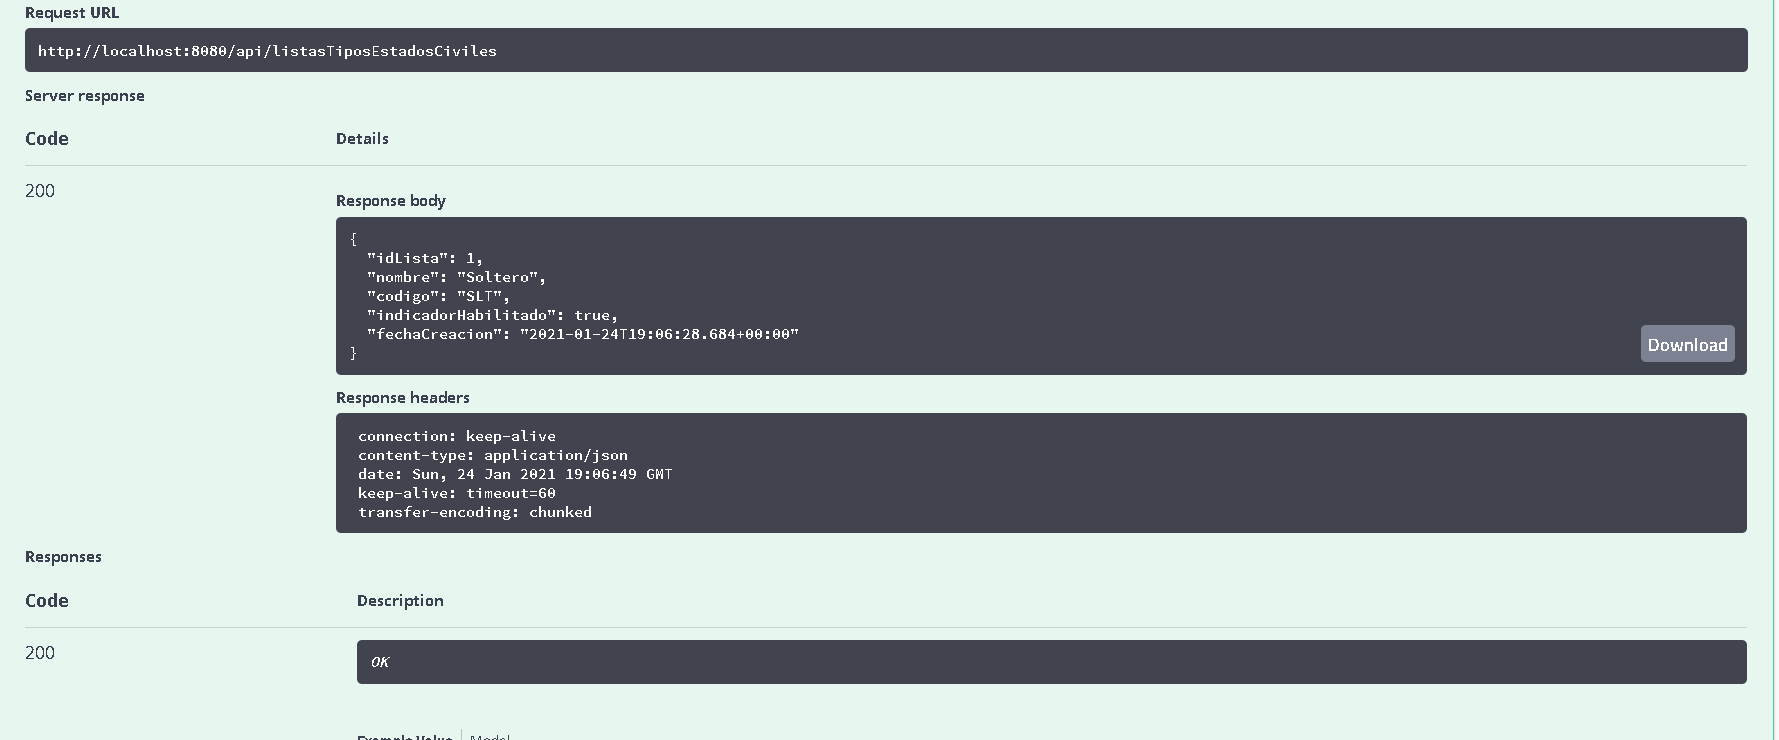 Request URL
http://localhost:8080/api/listasTiposEstadosCiviles
Server response
Code Details
200
Response body
{
"idLista": 1,
"nombre": "Soltero",
"codigo": "SLT",
"indicadorHabilitado": true,
"fechaCreacion": "2021-01-24T19:06:28.684+00:00"
}
Download
Response headers
connection: keep-alive
content-type: application/json
date: Sun, 24 Jan 2021 19:06:49 GMT
keep-alive: timeout=60
transfer-encoding: chunked
Responses
Code Description
200
OK
Example Value Model